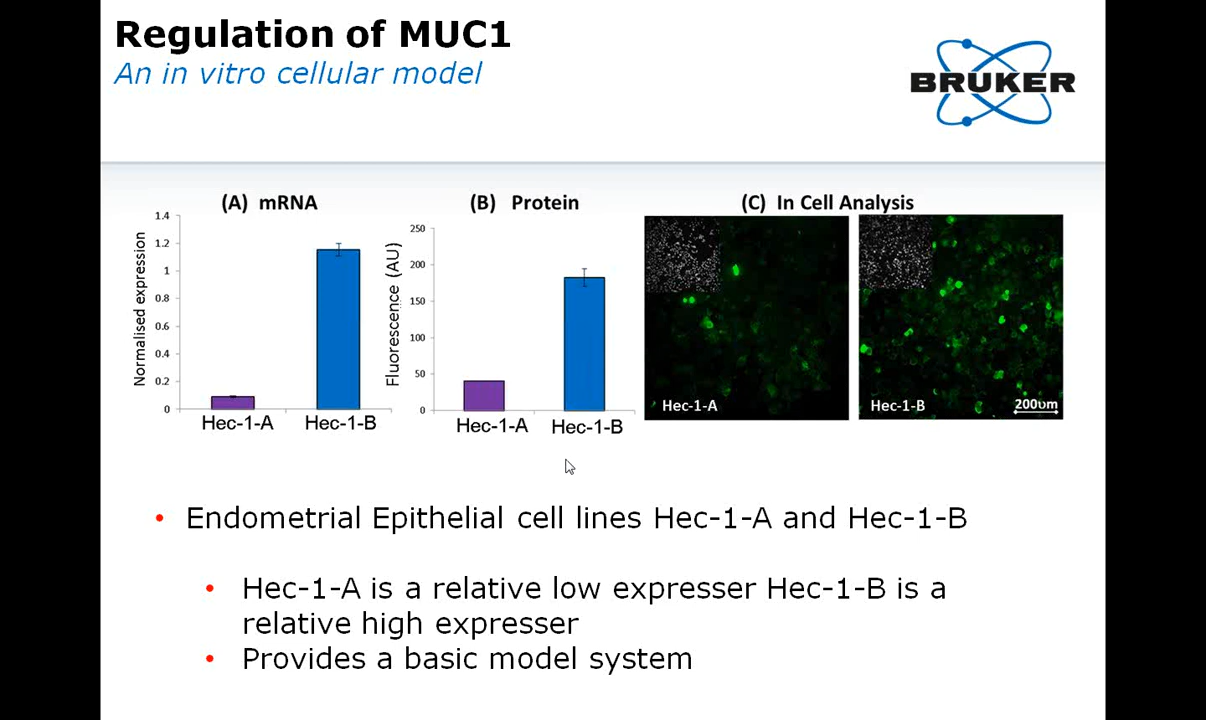 Regulation of MUC1
An in vitro cellular model
BRUKER
(A) mRNA
(B) Protein
(C) In Cell Analysis
Normalised expression
1.4
1.2
1
0.8
0.6
0.4
0.2
0
Hec-1-A
Hec-1-B
Fluorescence (AU)
250
200
150
100
50
0
Hec-1-A
Hec-1-B
Hec-1-A
Hec-1-B
200υm
• Endometrial Epithelial cell lines Hec-1-A and Hec-1-B
• Hec-1-A is a relative low expresser Hec-1-B is a
relative high expresser
• Provides a basic model system